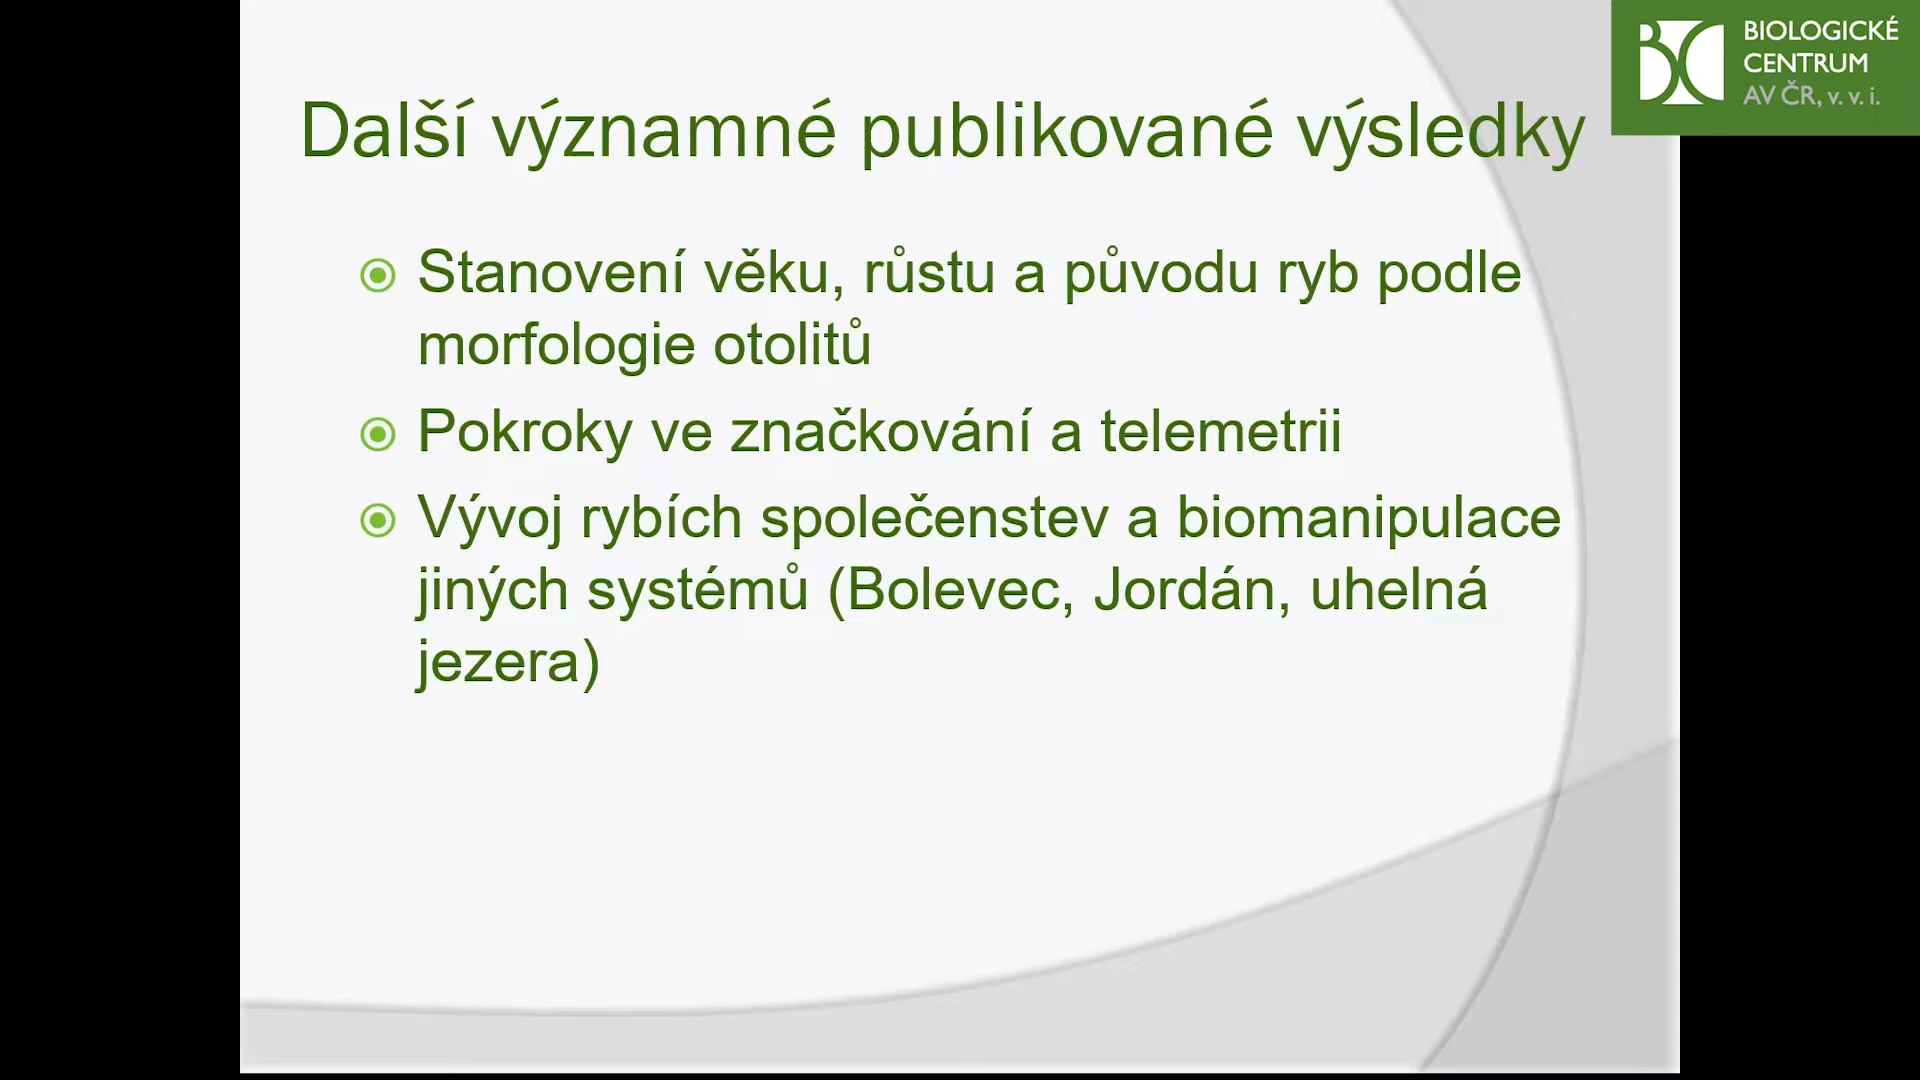 BIOLOGICKÉ
CENTRUM
AV ČR, v. v. i.
Další významné publikované výsledky
Stanovení věku, růstu a původu ryb podle
morfologie otolitů
Pokroky ve značkování a telemetrii
Vývoj rybích společenstev a biomanipulace
jiných systémů (Bolevec, Jordán, uhelná
jezera)